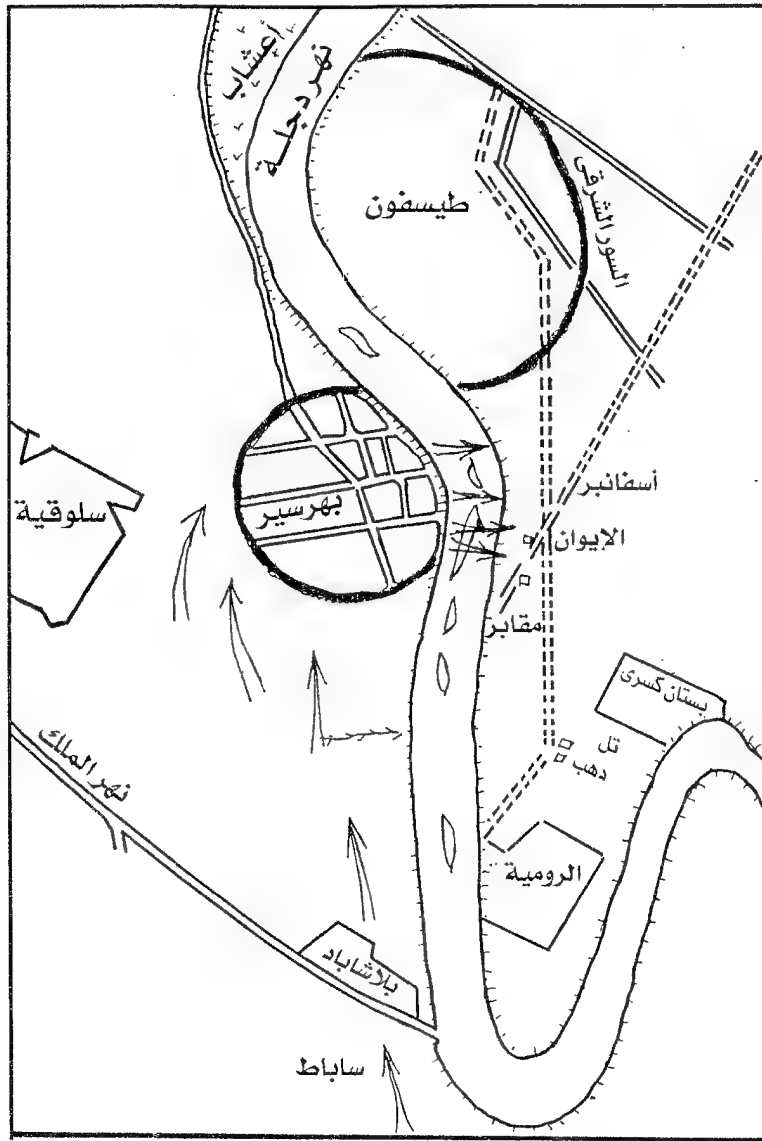 أعشاب
نهر دجلة
طيسفون
السور الشرقى
أسفانبر
سلوقية
بهرسير
الإيوان
مقابر
بستان كسرى
تل
دهب
نهر الملك
الرومية
بلاشاباد
ساباط